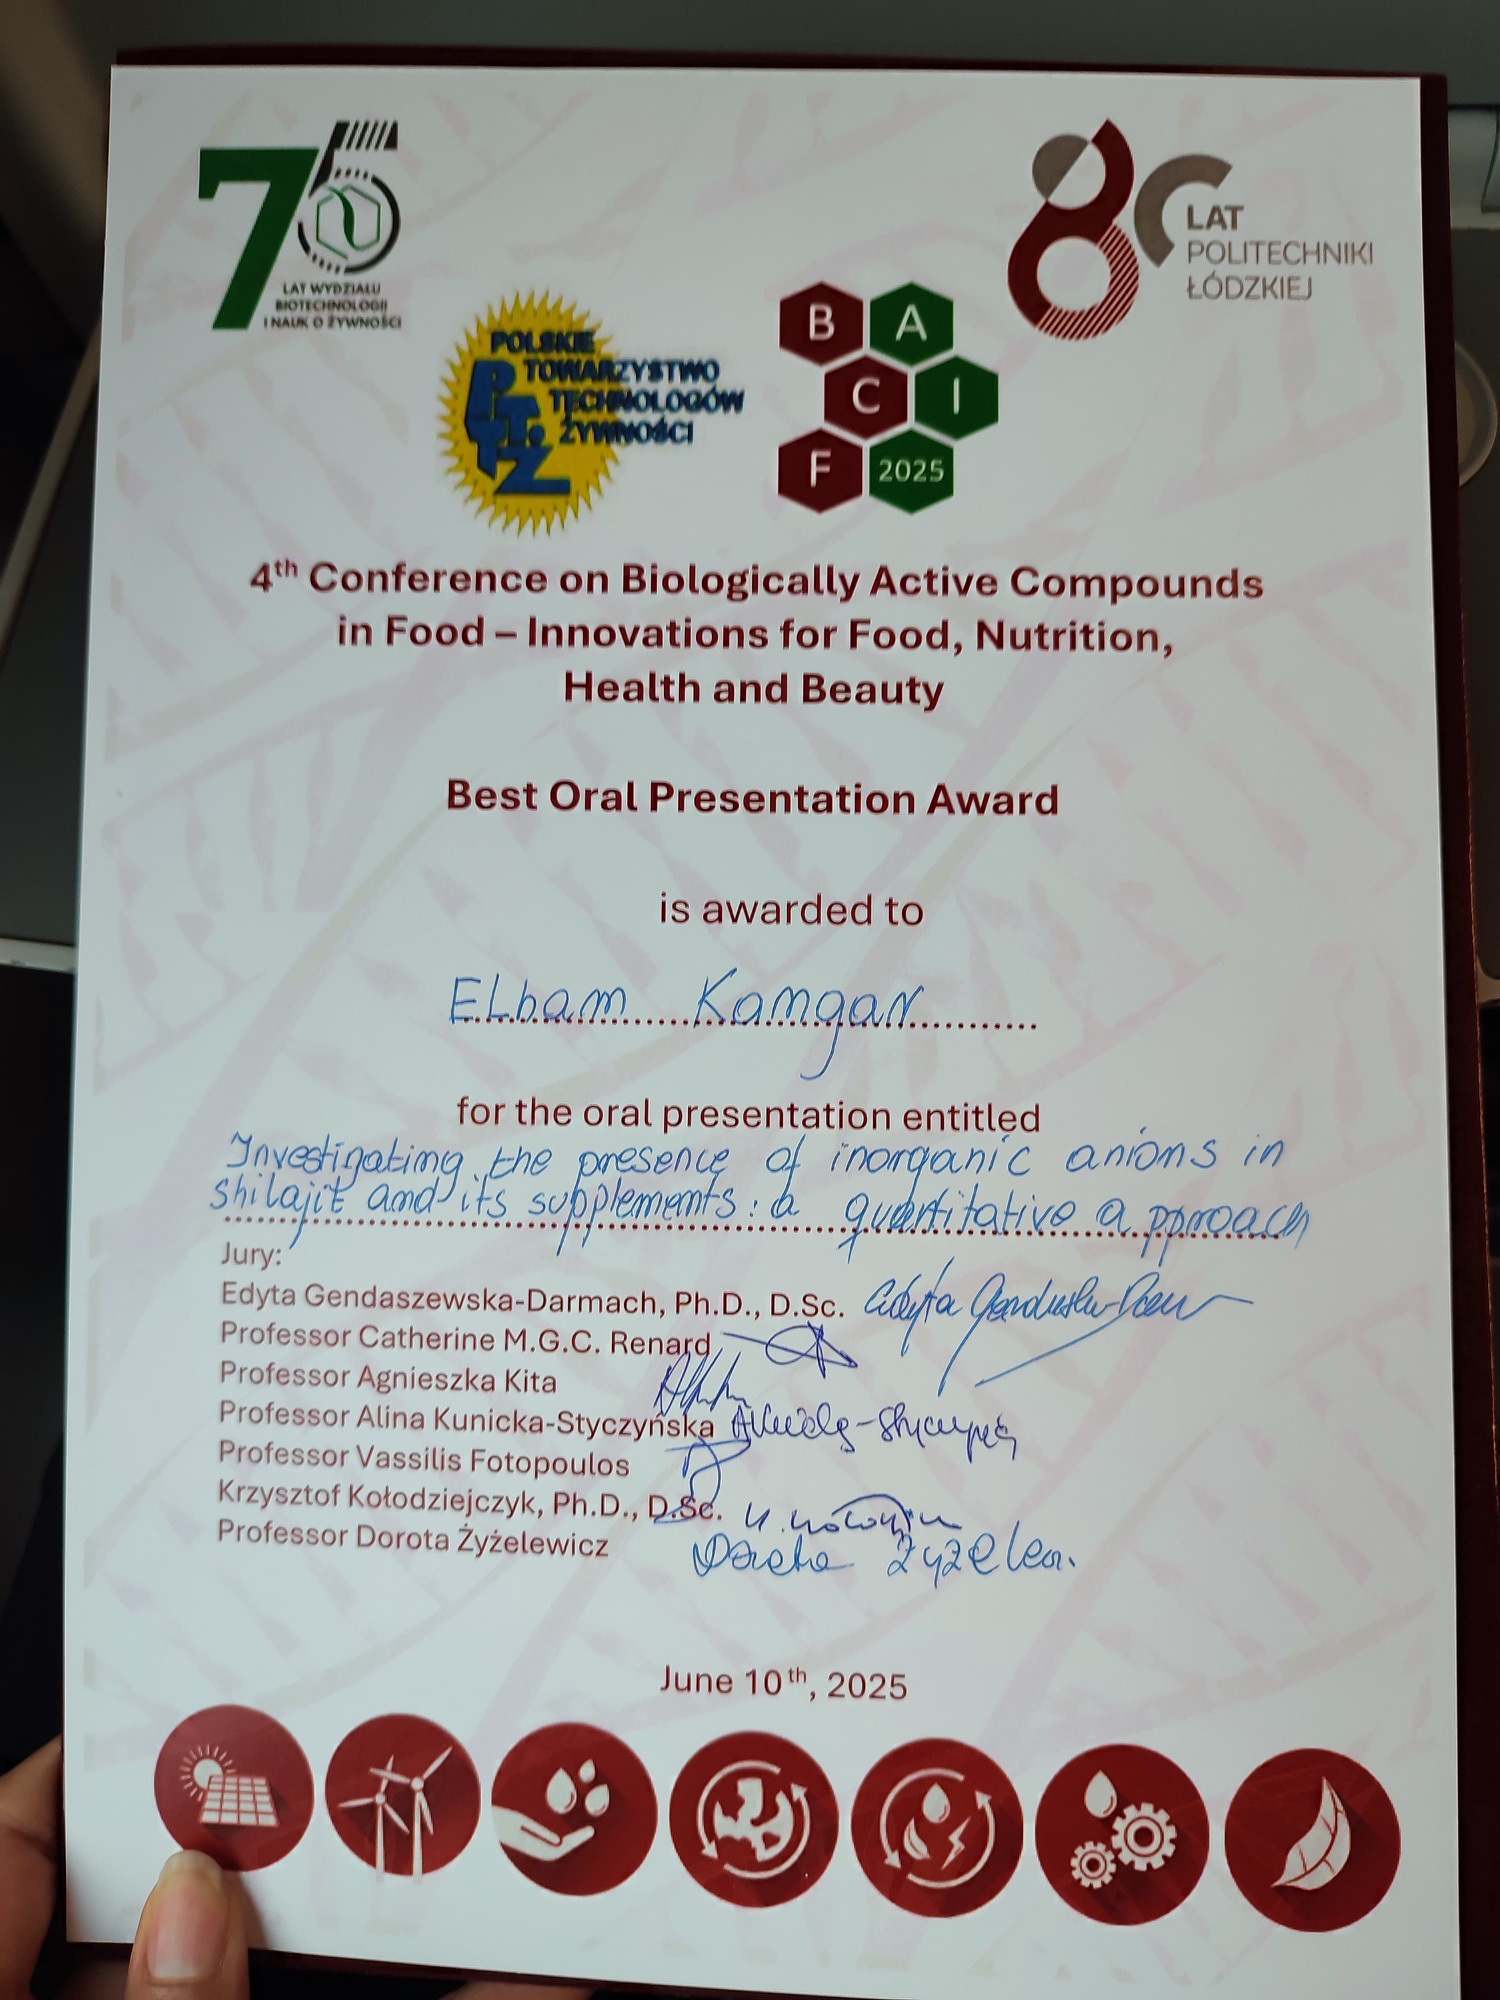 75
LAT WYDZIAŁU
BIOTECHNOLOGII
I NAUK O ŻYWNOŚCI
80
LAT
POLITECHNIKI
ŁÓDZKIEJ
POLSKIE
TOWARZYSTWO
TECHNOLOGÓW
ŻYWNOŚCI
P.T.
TŻ
B A
C I
F 2025
4th Conference on Biologically Active Compounds
in Food – Innovations for Food, Nutrition,
Health and Beauty
Best Oral Presentation Award
is awarded to
Elham Kamgar
for the oral presentation entitled
Investigating the presence of inorganic anions in
shilajit and its supplements: a quantitative approach
Jury:
Edyta Gendaszewska-Darmach, Ph.D., D.Sc.
Professor Catherine M.G.C. Renard
Professor Agnieszka Kita
Professor Alina Kunicka-Styczyńska
Professor Vassilis Fotopoulos
Krzysztof Kołodziejczyk, Ph.D., D.Sc.
Professor Dorota Żyżelewicz
June 10th, 2025